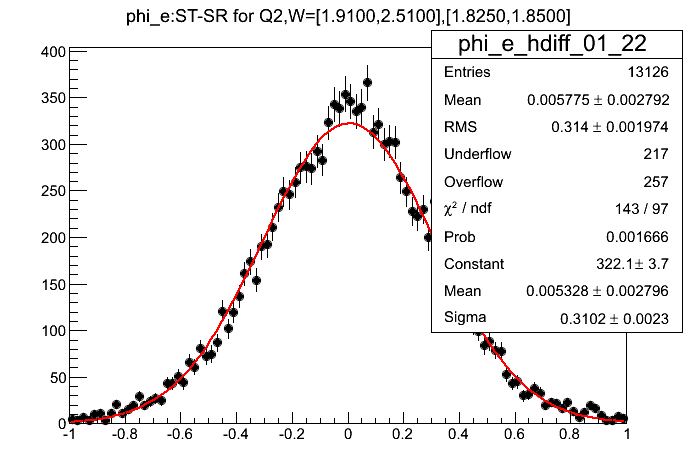 phi_e:ST-SR for Q2,W=[1.9100,2.5100],[1.8250,1.8500]
phi_e_hdiff_01_22
Entries 13126
Mean 0.005775 ± 0.002792
RMS 0.314 ± 0.001974
Underflow 217
Overflow 257
χ² / ndf 143 / 97
Prob 0.001666
Constant 322.1± 3.7
Mean 0.005328 ± 0.002796
Sigma 0.3102 ± 0.0023
400
350
300
250
200
150
100
50
0
-1 -0.8 -0.6 -0.4 -0.2 0 0.2 0.4 0.6 0.8 1